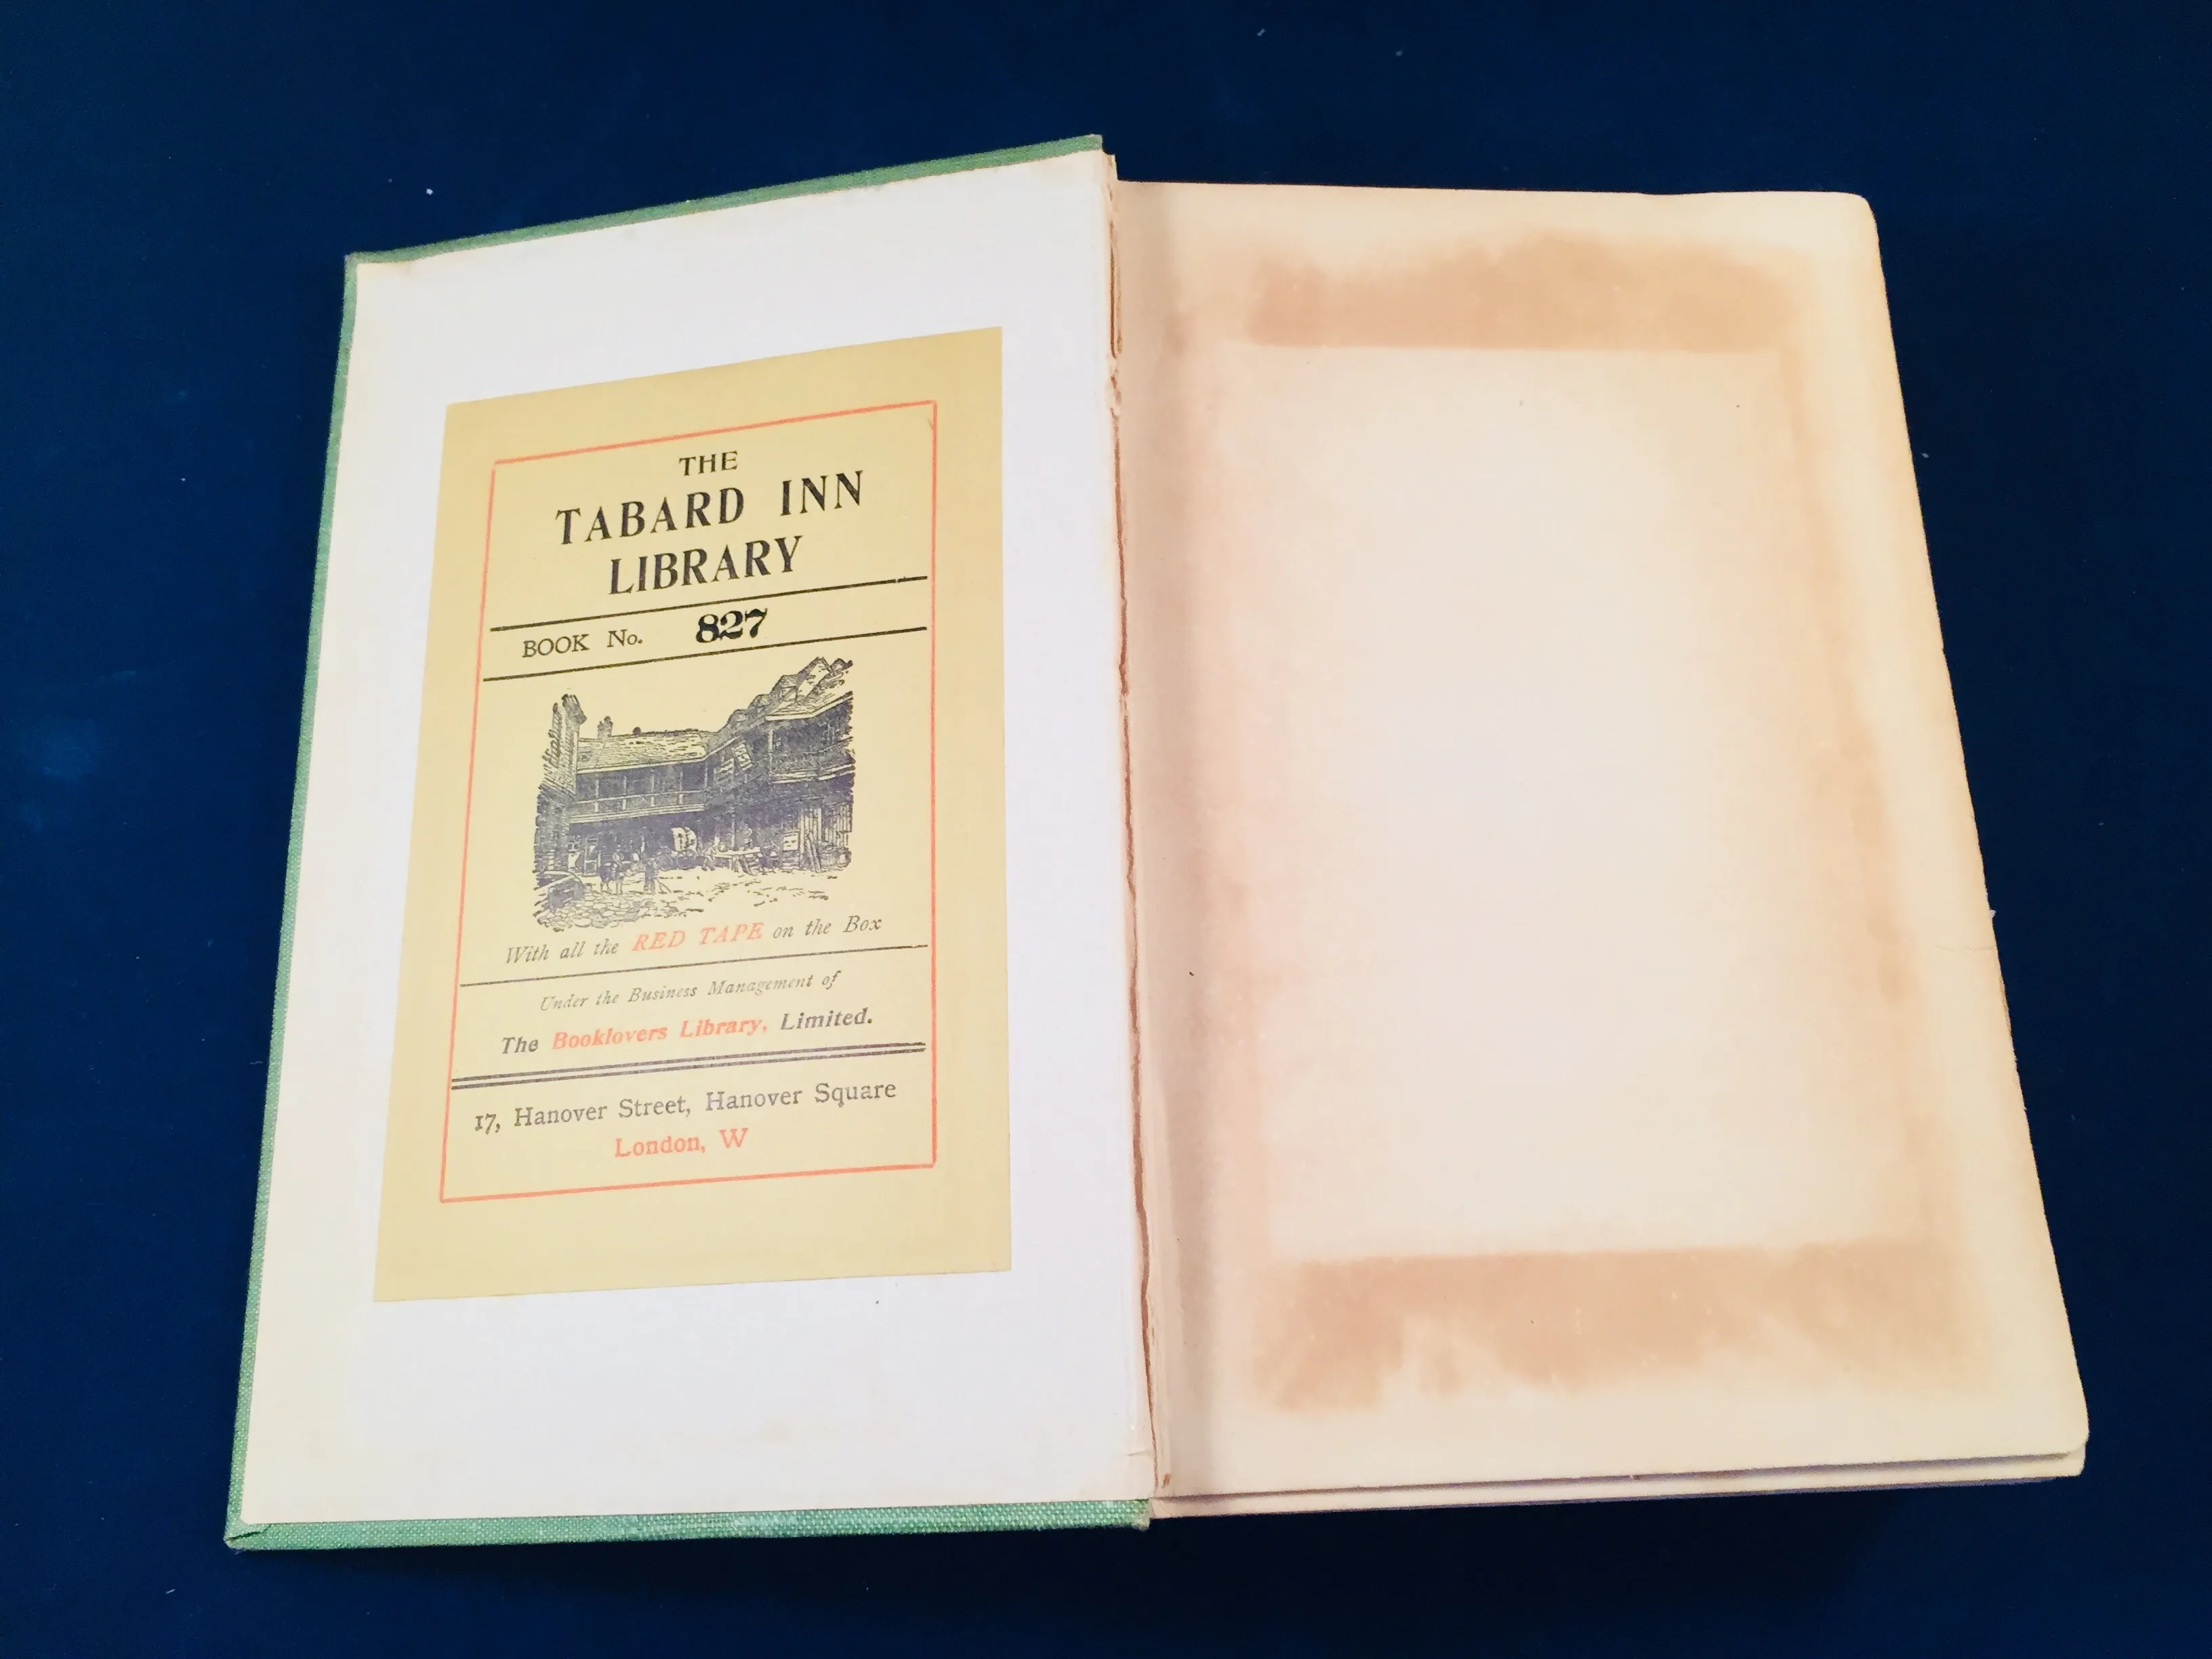 THE
TABARD INN
LIBRARY
BOOK No. 827
With all the RED TAPE on the Box
Under the Business Management of
The Booklovers Library, Limited.
17, Hanover Street, Hanover Square
London, W